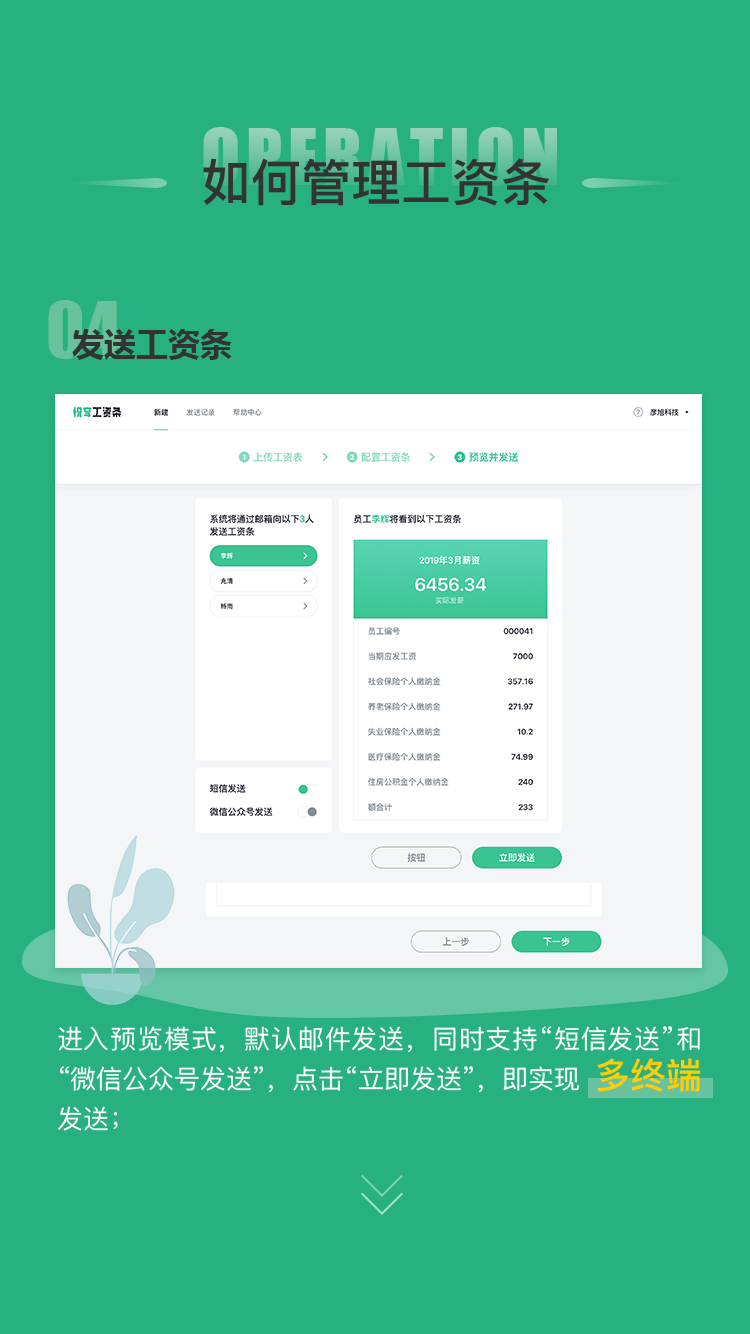 OPERATION
如何管理工资条
04
发送工资条
悦写工资条
新建 发送记录 帮助中心
? 彦旭科技
1 上传工资表 2 配置工资条 3 预览并发送
系统将通过邮箱向以下3人
发送工资条
李辉
兆清
杨雨
员工李辉将看到以下工资条
2019年3月薪资
6456.34
实际发薪
员工编号 000041
当期应发工资 7000
社会保险个人缴纳金 357.16
养老保险个人缴纳金 271.97
失业保险个人缴纳金 10.2
医疗保险个人缴纳金 74.99
住房公积金个人缴纳金 240
额合计 233
短信发送
微信公众号发送
按钮 立即发送
上一步 下一步
进入预览模式，默认邮件发送，同时支持“短信发送”和
“微信公众号发送”，点击“立即发送”，即实现 多终端
发送；